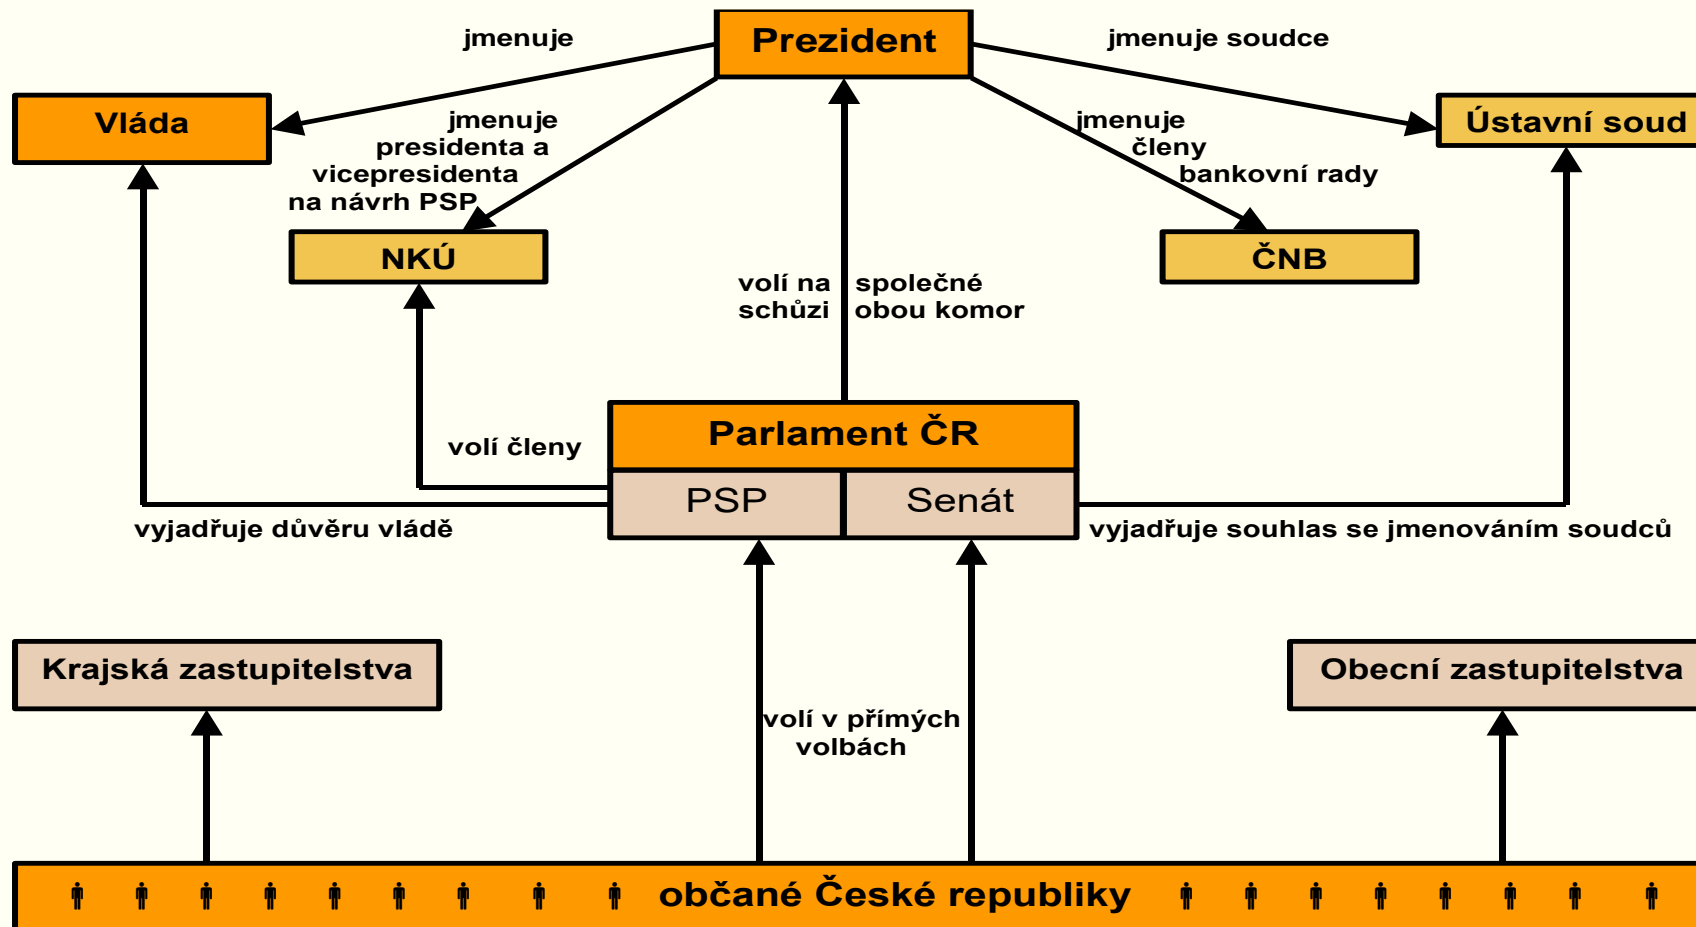 Prezident
jmenuje
jmenuje soudce
Vláda
Ústavní soud
jmenuje
presidenta a
vicepresidenta
na návrh PSP
jmenuje
členy
bankovní rady
NKÚ
ČNB
volí na společné
schůzi obou komor
Parlament ČR
volí členy
PSP
Senát
vyjadřuje důvěru vládě
vyjadřuje souhlas se jmenováním soudců
Krajská zastupitelstva
Obecní zastupitelstva
volí v přímých
volbách
občané České republiky